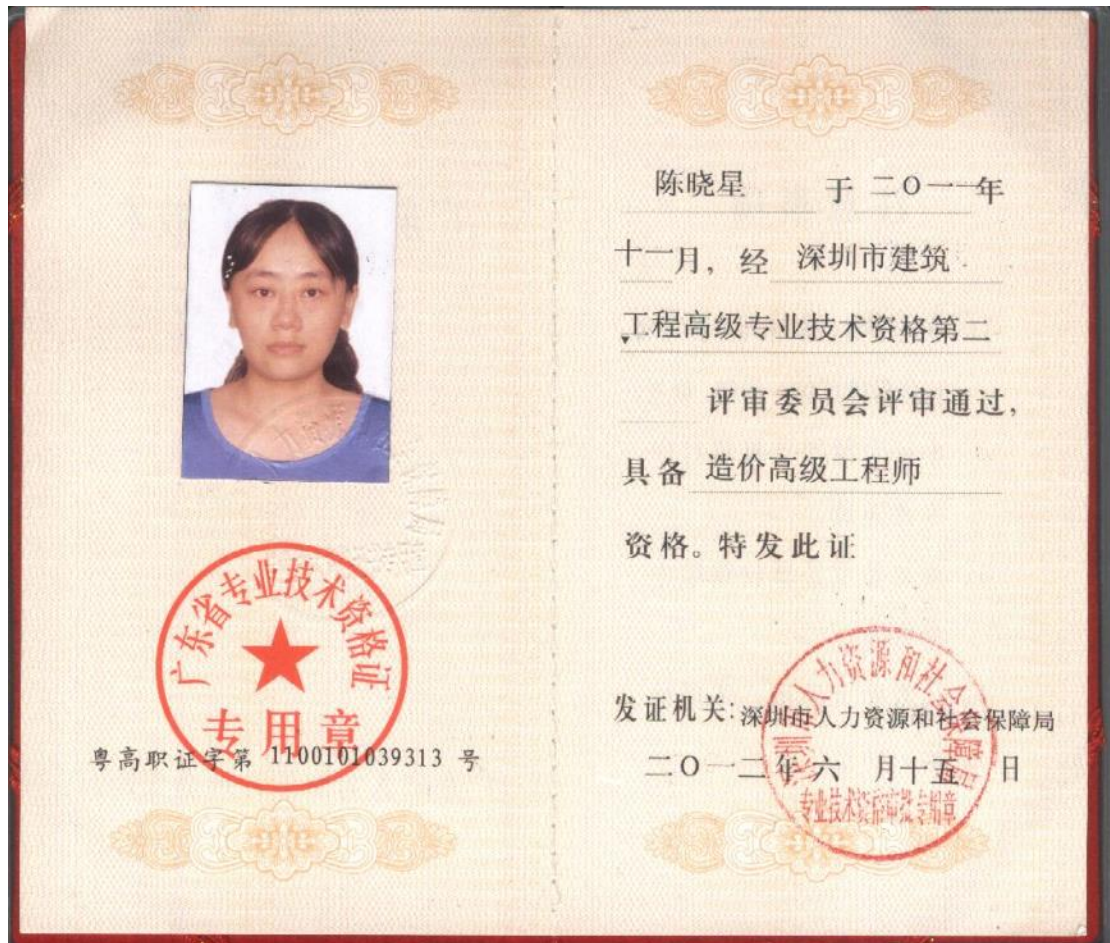 广东省专业技术资格证
专用章
粤高职证字第 1100101039313 号
陈晓星 于 二O一一年
十一月，经 深圳市建筑
工程高级专业技术资格第二
评审委员会评审通过，
具备 造价高级工程师
资格。特发此证
发证机关：深圳市人力资源和社会保障局
二O一二年六 月十五 日
深圳市人力资源和社会保障局
专业技术资格审批专用章